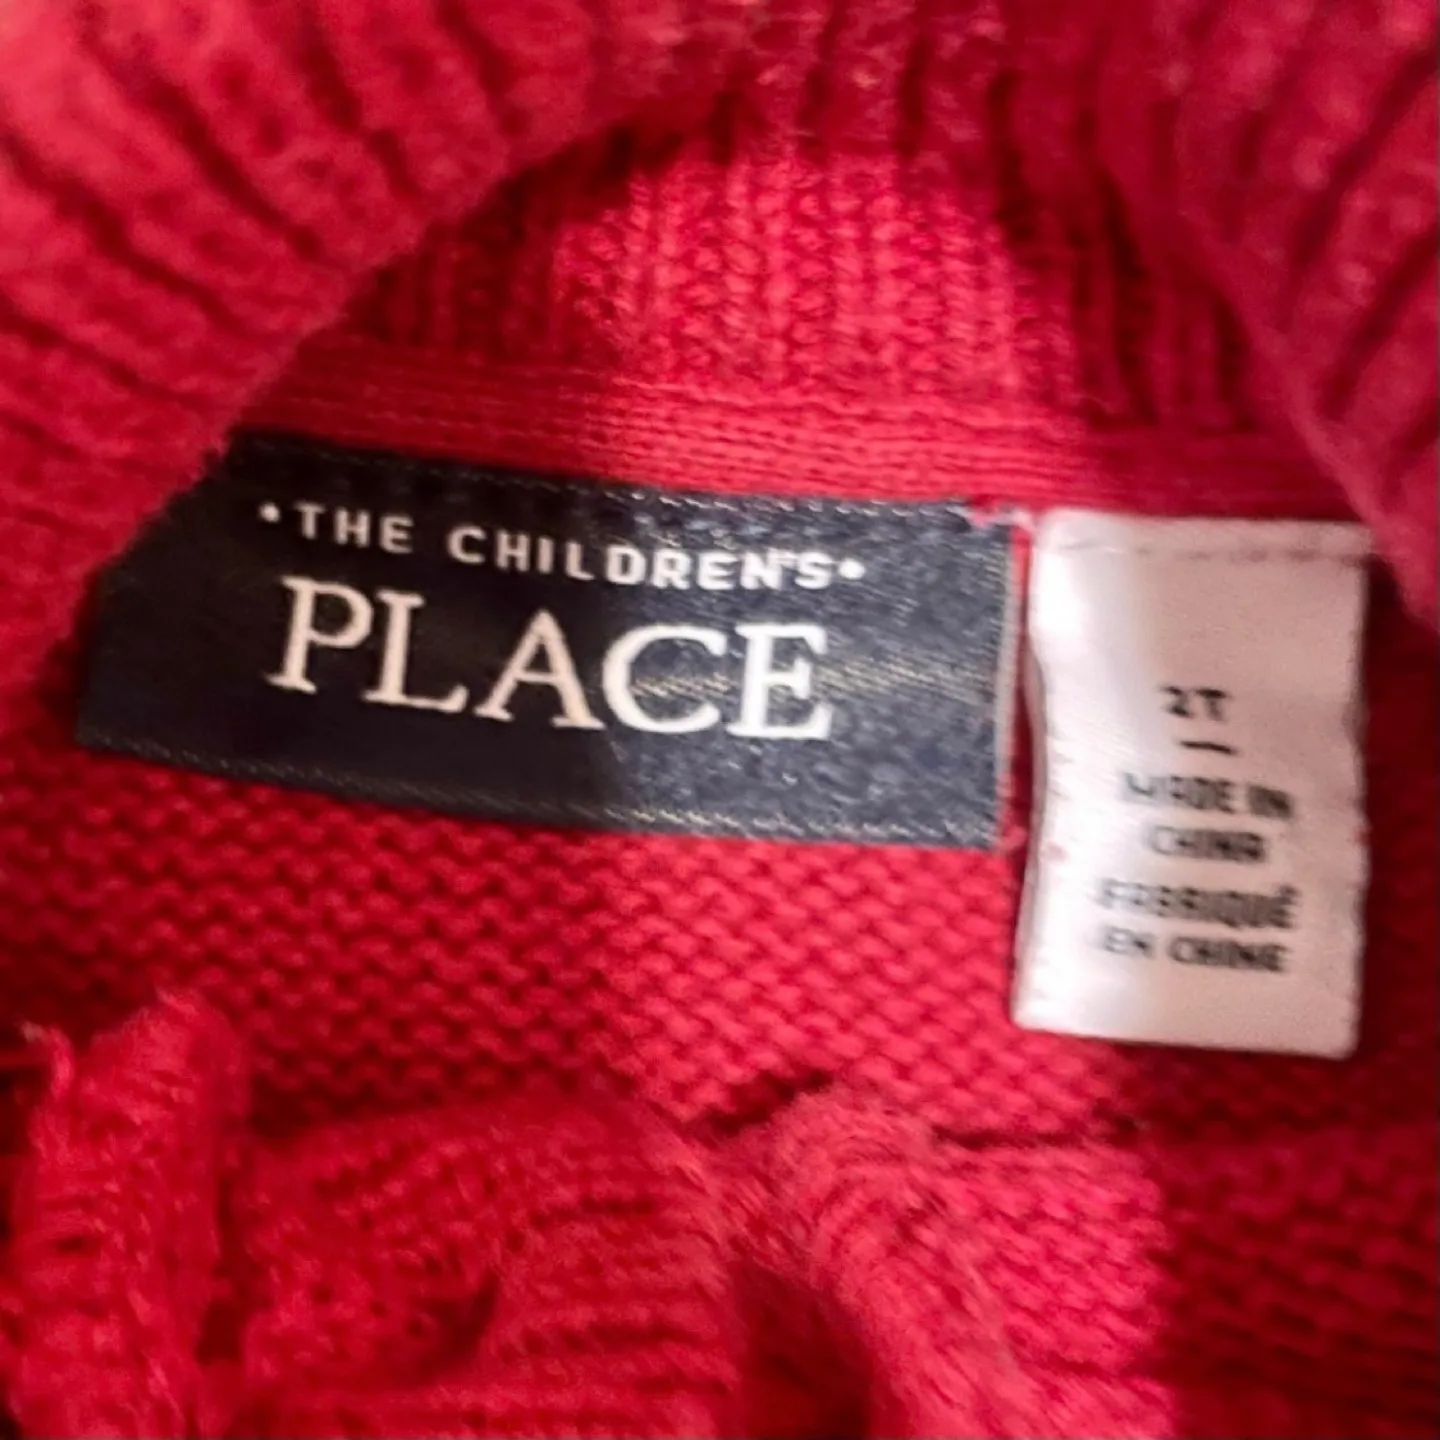 •THE CHILDREN'S•
PLACE
2T
—
MADE IN
CHINA
FABRIQUÉ
EN CHINE